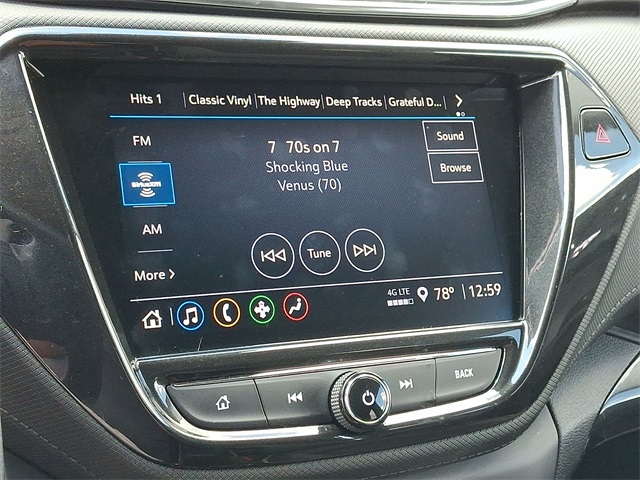 Hits 1 Classic Vinyl The Highway Deep Tracks Grateful D...
FM
7 70s on 7
Sound
Shocking Blue
Browse
SiriusXM
Venus (70)
AM
Tune
More
4G LTE
78° 12:59
BACK